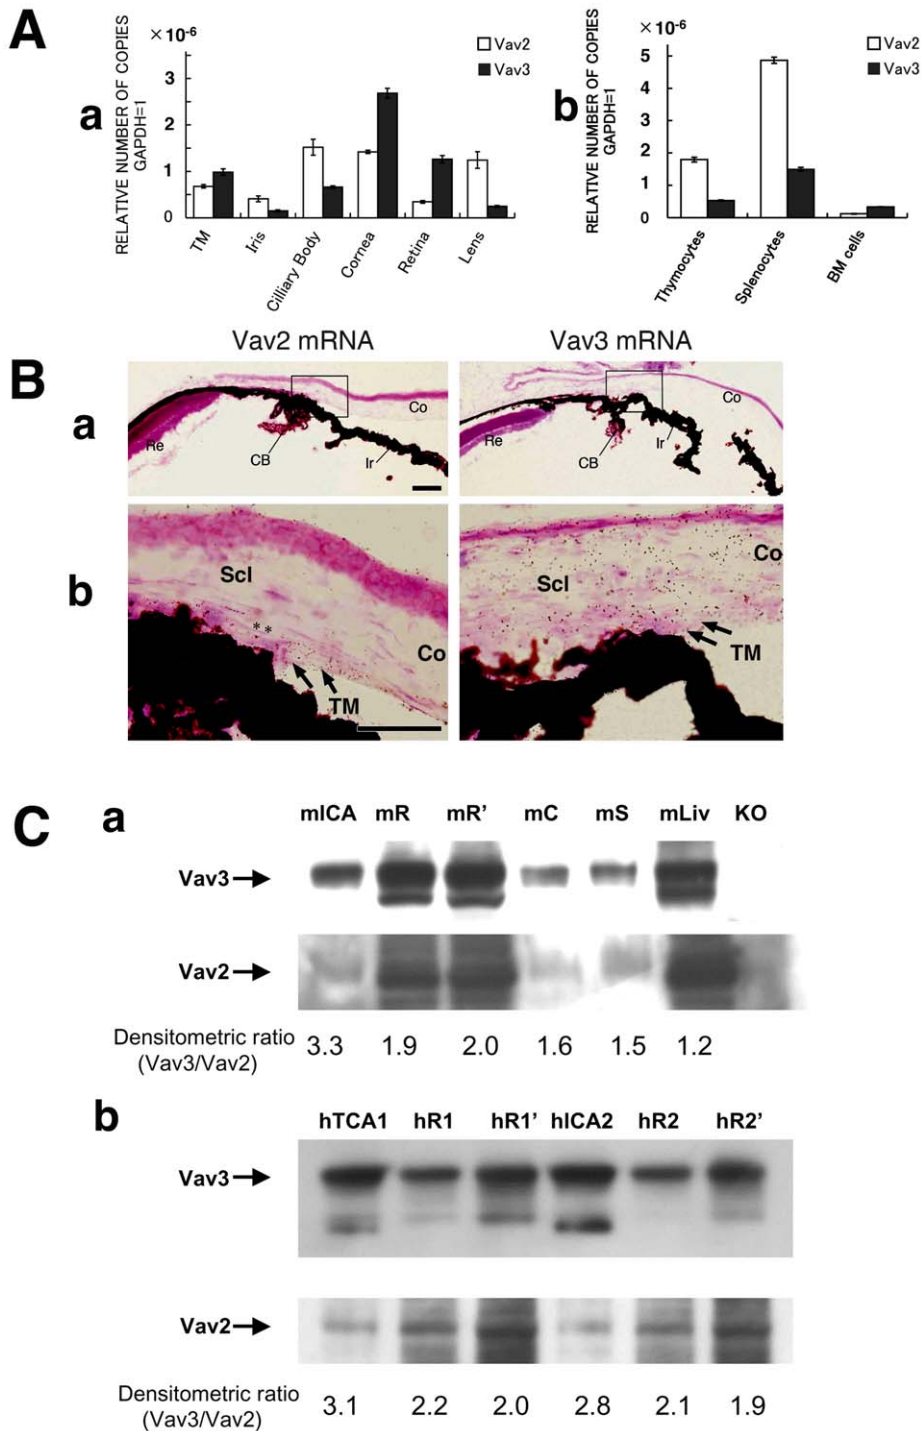 A
a
RELATIVE NUMBER OF COPIES
GAPDH=1
×10-6
3
2
1
0
Vav2
Vav3
TM
Iris
Cilliary Body
Cornea
Retina
Lens
b
RELATIVE NUMBER OF COPIES
GAPDH=1
×10-6
5
4
3
2
1
0
Vav2
Vav3
Thymocytes
Splenocytes
BM cells
B
Vav2 mRNA
Vav3 mRNA
a
Re
CB
Ir
Co
Re
CB
Ir
Co
b
Scl
* *
Co
TM
Scl
Co
TM
C
a
mICA mR mR' mC mS mLiv KO
Vav3
Vav2
Densitometric ratio
(Vav3/Vav2)
3.3 1.9 2.0 1.6 1.5 1.2
b
hTCA1 hR1 hR1' hICA2 hR2 hR2'
Vav3
Vav2
Densitometric ratio
(Vav3/Vav2)
3.1 2.2 2.0 2.8 2.1 1.9